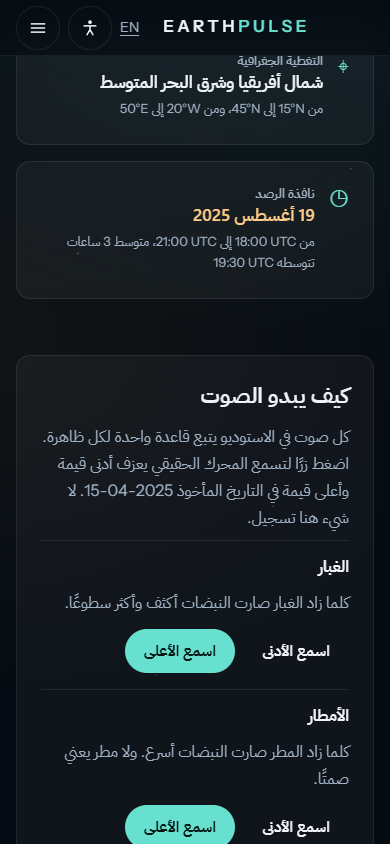 EARTHPULSE
EN
التغطية الجغرافية
شمال أفريقيا وشرق البحر المتوسط
من 15°N إلى 45°N، ومن 20°W إلى 50°E
نافذة الرصد
19 أغسطس 2025
من 18:00 UTC إلى 21:00 UTC، متوسط 3 ساعات
تتوسطه 19:30 UTC
كيف يبدو الصوت
كل صوت في الاستوديو يتبع قاعدة واحدة لكل ظاهرة.
اضغط زرًا لتسمع المحرك الحقيقي يعزف أدنى قيمة
وأعلى قيمة في التاريخ المأخوذ 2025-04-15. لا
شيء هنا تسجيل.
الغبار
كلما زاد الغبار صارت النبضات أكثف وأكثر سطوعًا.
اسمع الأدنى
اسمع الأعلى
الأمطار
كلما زاد المطر صارت النبضات أسرع. ولا مطر يعني
صمتًا.
اسمع الأدنى
اسمع الأعلى